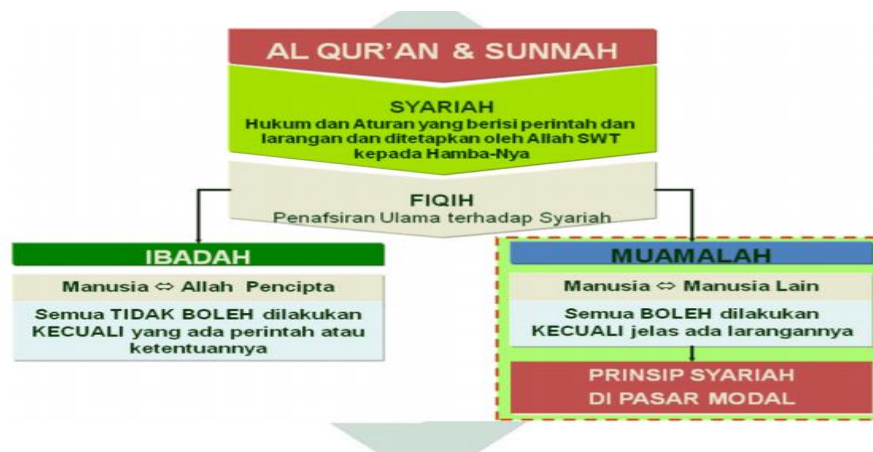 AL QUR'AN & SUNNAH
SYARIAH
Hukum dan Aturan yang berisi perintah dan
larangan dan ditetapkan oleh Allah SWT
kepada Hamba-Nya
FIQIH
Penafsiran Ulama terhadap Syariah
IBADAH
Manusia ⇔ Allah Pencipta
Semua TIDAK BOLEH dilakukan
KECUALI yang ada perintah atau
ketentuannya
MUAMALAH
Manusia ⇔ Manusia Lain
Semua BOLEH dilakukan
KECUALI jelas ada larangannya
PRINSIP SYARIAH
DI PASAR MODAL